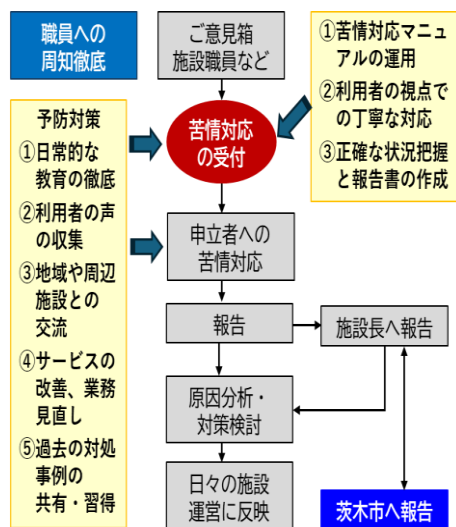 職員への
周知徹底
ご意見箱
施設職員など
①苦情対応マニュ
アルの運用
②利用者の視点で
の丁寧な対応
③正確な状況把握
と報告書の作成
予防対策
①日常的な
教育の徹底
②利用者の声
の収集
③地域や周辺
施設との
交流
④サービスの
改善、業務
見直し
⑤過去の対処
事例の
共有・習得
苦情対応
の受付
申立者への
苦情対応
報告
施設長へ報告
原因分析・
対策検討
日々の施設
運営に反映
茨木市へ報告